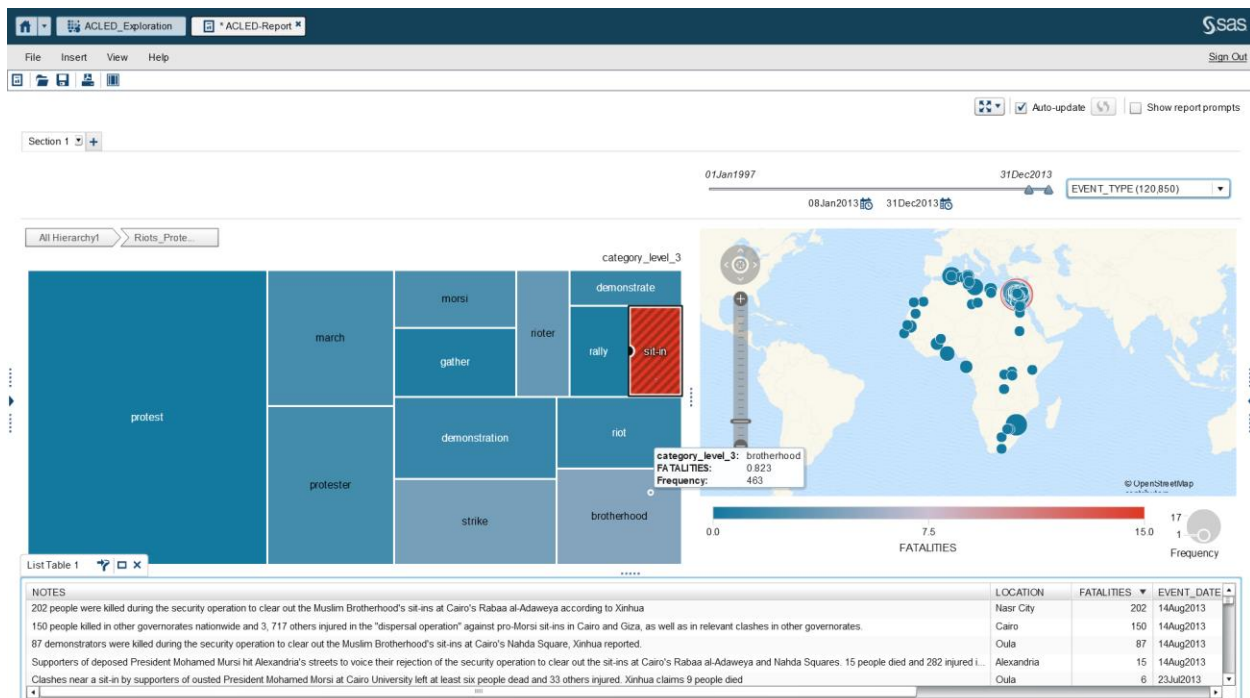 ACLED_Exploration
* ACLED-Report
sas
File Insert View Help
Sign Out
Auto-update
Show report prompts
Section 1
01Jan1997 31Dec2013
EVENT_TYPE (120,850)
08Jan2013 31Dec2013
All Hierarchy1
Riots_Prote...
category_level_3
protest
march
protester
morsi
gather
rioter
demonstrate
rally
sit-in
demonstration
riot
strike
brotherhood
category_level_3: brotherhood
FATALITIES: 0.823
Frequency: 463
© OpenStreetMap
0.0 7.5 15.0
FATALITIES
17
1
Frequency
List Table 1
NOTES LOCATION FATALITIES ▼ EVENT_DATE
202 people were killed during the security operation to clear out the Muslim Brotherhood's sit-ins at Cairo's Rabaa al-Adaweya according to Xinhua Nasr City 202 14Aug2013
150 people killed in other governorates nationwide and 3, 717 others injured in the "dispersal operation" against pro-Morsi sit-ins in Cairo and Giza, as well as in relevant clashes in other governorates. Cairo 150 14Aug2013
87 demonstrators were killed during the security operation to clear out the Muslim Brotherhood's sit-ins at Cairo's Nahda Square, Xinhua reported. Oula 87 14Aug2013
Supporters of deposed President Mohamed Mursi hit Alexandria's streets to voice their rejection of the security operation to clear out the sit-ins at Cairo's Rabaa al-Adaweya and Nahda Squares. 15 people died and 282 injured i... Alexandria 15 14Aug2013
Clashes near a sit-in by supporters of ousted President Mohamed Morsi at Cairo University left at least six people dead and 33 others injured. Xinhua claims 9 people died Oula 6 23Jul2013